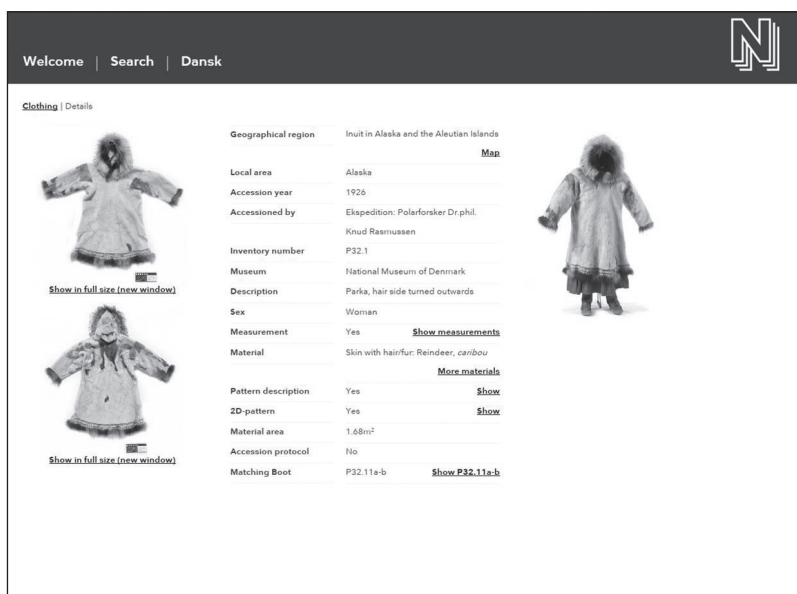 N
Welcome | Search | Dansk
Clothing | Details
Show in full size (new window)
Show in full size (new window)
Geographical region Inuit in Alaska and the Aleutian Islands
Map
Local area Alaska
Accession year 1926
Accessioned by Ekspedition: Polarforsker Dr.phil.
Knud Rasmussen
Inventory number P32.1
Museum National Museum of Denmark
Description Parka, hair side turned outwards
Sex Woman
Measurement Yes Show measurements
Material Skin with hair/fur: Reindeer, caribou
More materials
Pattern description Yes Show
2D-pattern Yes Show
Material area 1.68m²
Accession protocol No
Matching Boot P32.11a-b Show P32.11a-b